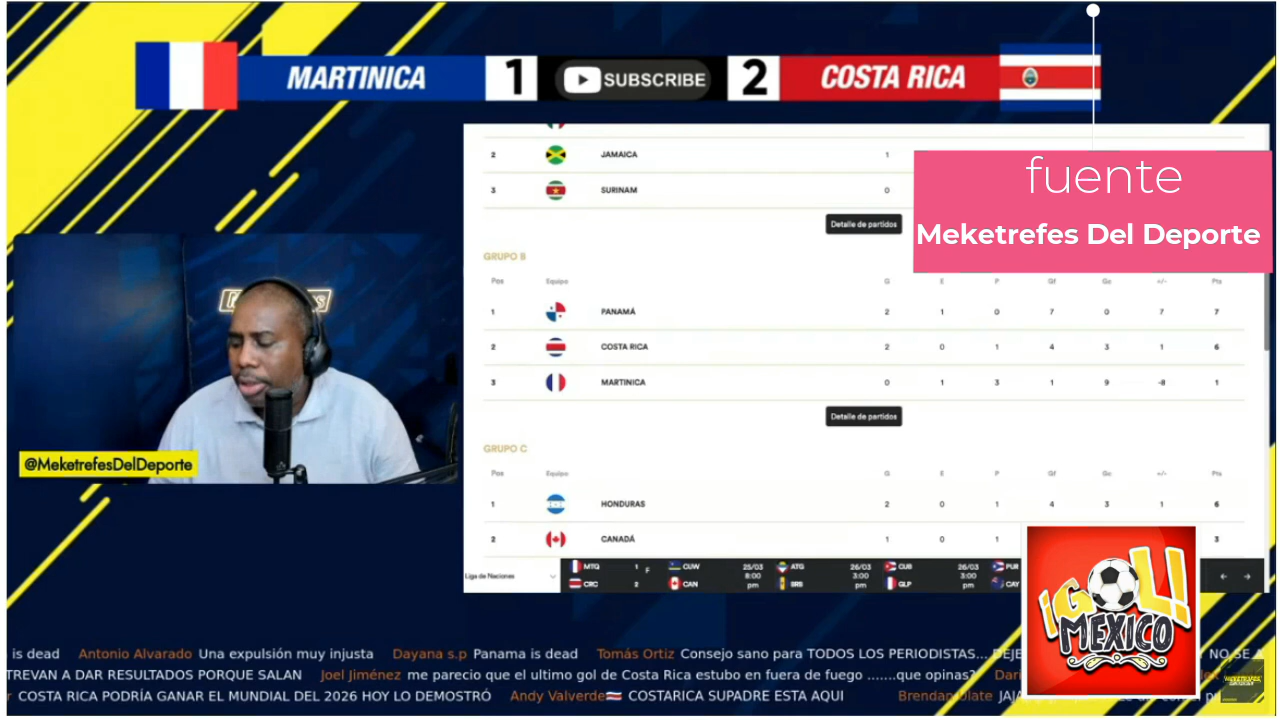 MARTINICA 1 SUBSCRIBE 2 COSTA RICA
fuente
Meketrefes Del Deporte
2 JAMAICA 1
3 SURINAM 0
Detalle de partidos
GRUPO B
Pos Equipo G E P Gf Gc +/- Pts
1 PANAMÁ 2 1 0 7 0 7 7
2 COSTA RICA 2 0 1 4 3 1 6
3 MARTINICA 0 1 3 1 9 -8 1
Detalle de partidos
GRUPO C
Pos Equipo G E P Gf Gc +/- Pts
1 HONDURAS 2 0 1 4 3 1 6
2 CANADÁ 1 0 1 3
@MeketrefesDelDeporte
Liga de Naciones
MTQ 1 F CUW 25/03 ATG 26/03 CUB 26/03 PUR
8:00 3:00 3:00
CRC 2 CAN pm BRB pm GLP pm CAY
¡GOL!
MEXICO
is dead Antonio Alvarado Una expulsión muy injusta Dayana s.p Panama is dead Tomás Ortiz Consejo sano para TODOS LOS PERIODISTAS... DEJE NO SE A
TREVAN A DAR RESULTADOS PORQUE SALAN Joel Jiménez me parecio que el ultimo gol de Costa Rica estubo en fuera de fuego .......que opinas?
COSTA RICA PODRÍA GANAR EL MUNDIAL DEL 2026 HOY LO DEMOSTRÓ Andy Valverde COSTARICA SUPADRE ESTA AQUI